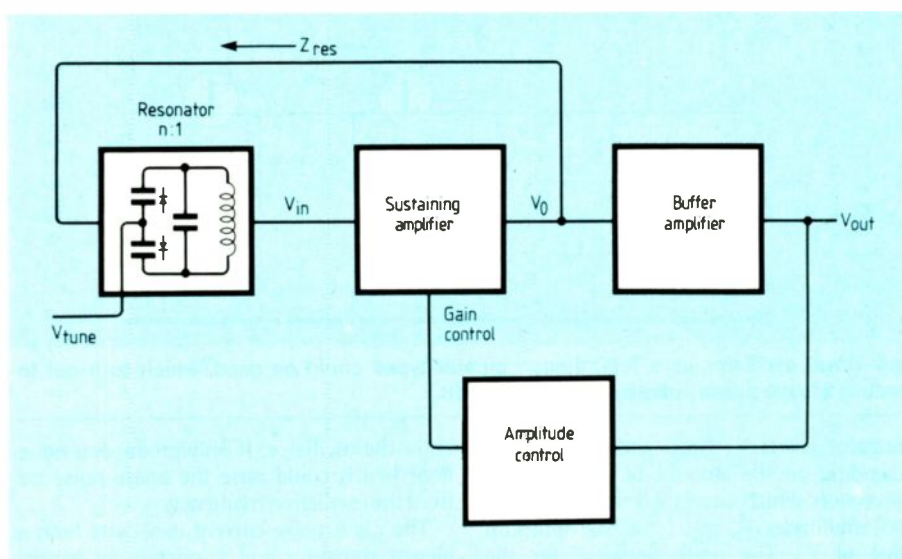 Z res
Resonator
n:1
V in
Sustaining
amplifier
V 0
Buffer
amplifier
V out
V tune
Gain
control
Amplitude
control